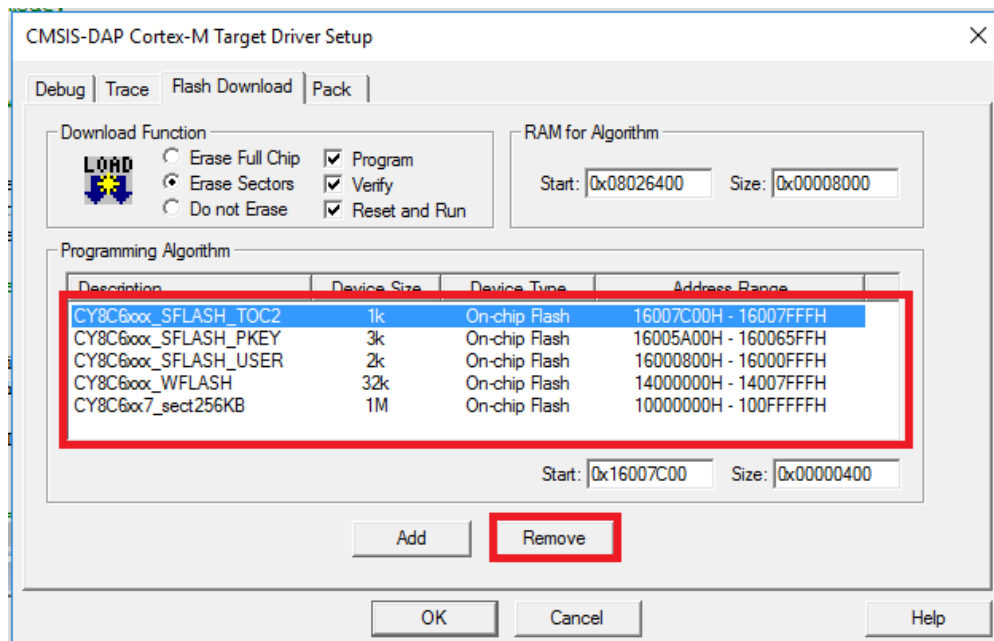 CMSIS-DAP Cortex-M Target Driver Setup
Debug Trace Flash Download Pack
Download Function
LOAD
Erase Full Chip Program
Erase Sectors Verify
Do not Erase Reset and Run
RAM for Algorithm
Start: 0x08026400 Size: 0x00008000
Programming Algorithm
Description Device Size Device Type Address Range
CY8C6xxx_SFLASH_TOC2 1k On-chip Flash 16007C00H - 16007FFFH
CY8C6xxx_SFLASH_PKEY 3k On-chip Flash 16005A00H - 160065FFH
CY8C6xxx_SFLASH_USER 2k On-chip Flash 16000800H - 16000FFFH
CY8C6xxx_WFLASH 32k On-chip Flash 14000000H - 14007FFFH
CY8C6xx7_sect256KB 1M On-chip Flash 10000000H - 100FFFFFH
Start: 0x16007C00 Size: 0x00000400
Add Remove
OK Cancel Help